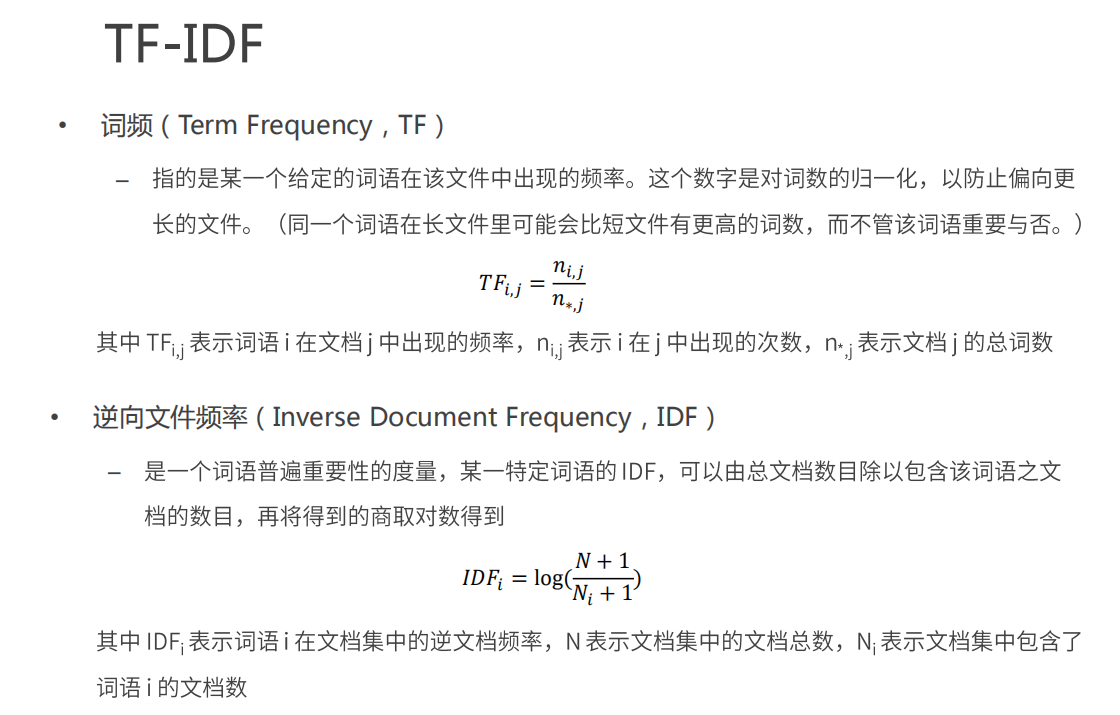 TF-IDF
• 词频（Term Frequency，TF）
– 指的是某一个给定的词语在该文件中出现的频率。这个数字是对词数的归一化，以防止偏向更
长的文件。（同一个词语在长文件里可能会比短文件有更高的词数，而不管该词语重要与否。）
TF_{i,j} = \frac{n_{i,j}}{n_{*,j}}
其中 TF_{i,j} 表示词语 i 在文档 j 中出现的频率，n_{i,j} 表示 i 在 j 中出现的次数，n_{*,j} 表示文档 j 的总词数
• 逆向文件频率（Inverse Document Frequency，IDF）
– 是一个词语普遍重要性的度量，某一特定词语的 IDF，可以由总文档数目除以包含该词语之文
档的数目，再将得到的商取对数得到
IDF_i = \log(\frac{N + 1}{N_i + 1})
其中 IDF_i 表示词语 i 在文档集中的逆文档频率，N 表示文档集中的文档总数，N_i 表示文档集中包含了
词语 i 的文档数